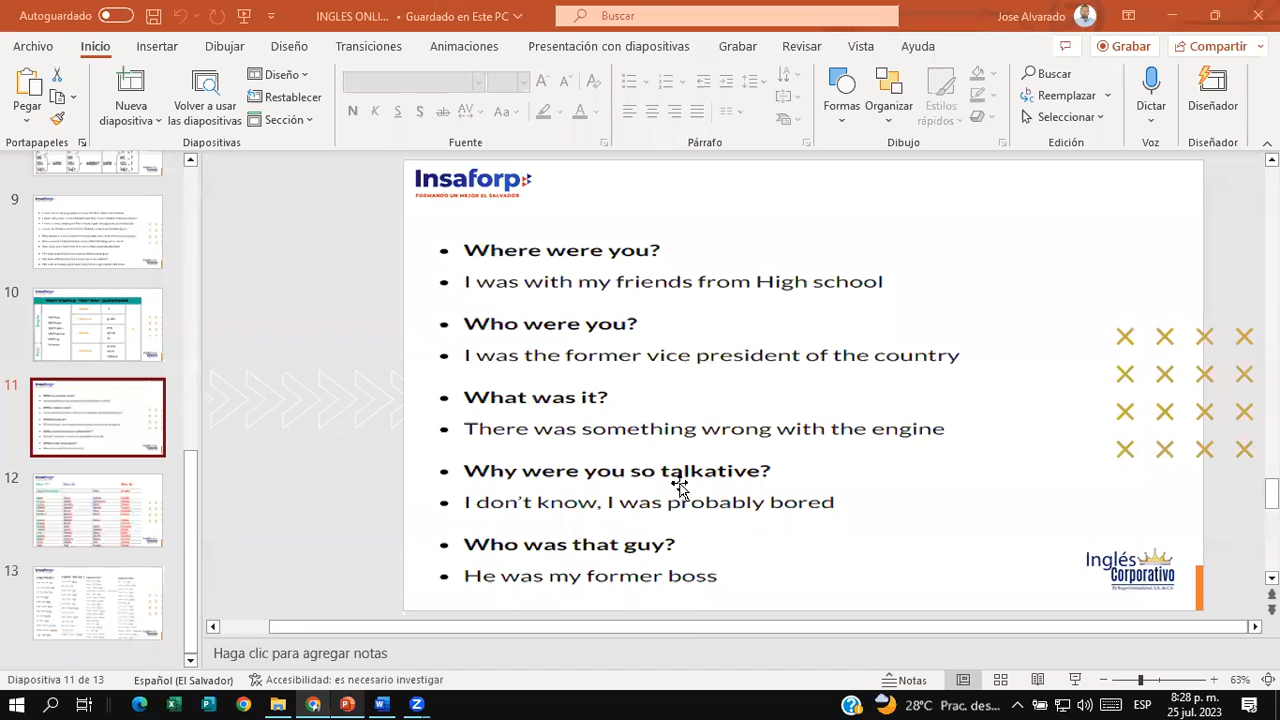 Autoguardado
INGLES ONLI... • Guardado en Este PC
Buscar
Jose Alvarado
Archivo Inicio Insertar Dibujar Diseño Transiciones Animaciones Presentación con diapositivas Grabar Revisar Vista Ayuda
Grabar
Compartir
Pegar
Nueva diapositiva
Volver a usar las diapositivas
Diseño
Restablecer
Sección
Formas
Organizar
Estilos rápidos
Buscar
Reemplazar
Seleccionar
Dictar
Diseñador
Portapapeles Diapositivas Fuente Párrafo Dibujo Edición Voz Diseñador
9
10
11
12
13
Insaforp
FORMANDO UN MEJOR EL SALVADOR
• Where were you?
• I was with my friends from High school
• Who were you?
• I was the former vice president of the country
• What was it?
• There was something wrong with the engine
• Why were you so talkative?
• I don't know, I was probably bored
• Who was that guy?
• He was my former boss
Inglés
Corporativo
Haga clic para agregar notas
Diapositiva 11 de 13 Español (El Salvador) Accesibilidad: es necesario investigar Notas 63%
28°C Prac. des... ESP 8:28 p. m.
25 jul. 2023